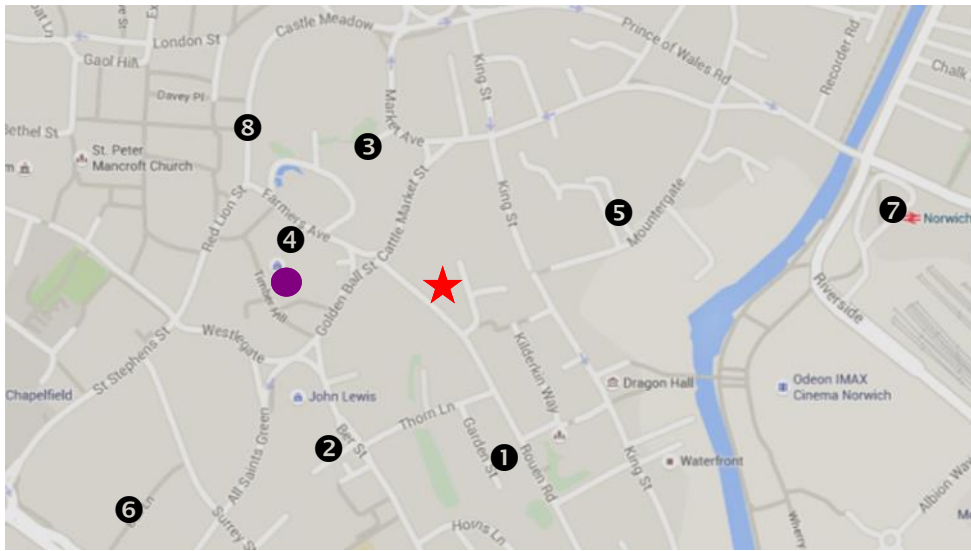 Castle Meadow
London St
Gaol Hill
Davey Pl
Bethel St
St. Peter
Mancroft Church
King St
Prince of Wales Rd
Recorder Rd
Chalk
8
3
Market Ave
Red Lion St
Farmers Ave
4
Cattle Market St
King St
5
Mountergate
7
Norwich
Timber Hill
Golden Ball St
Westlegate
St Stephens St
Riverside
Chapelfield
John Lewis
Kilderkin Way
Dragon Hall
Odeon IMAX
Cinema Norwich
Thorn Ln
2
Ber St
Garden St
1
Rouen Rd
King St
Waterfront
All Saints Green
6
Ln
Surrey St
Horns Ln
Wherry
Albion Way